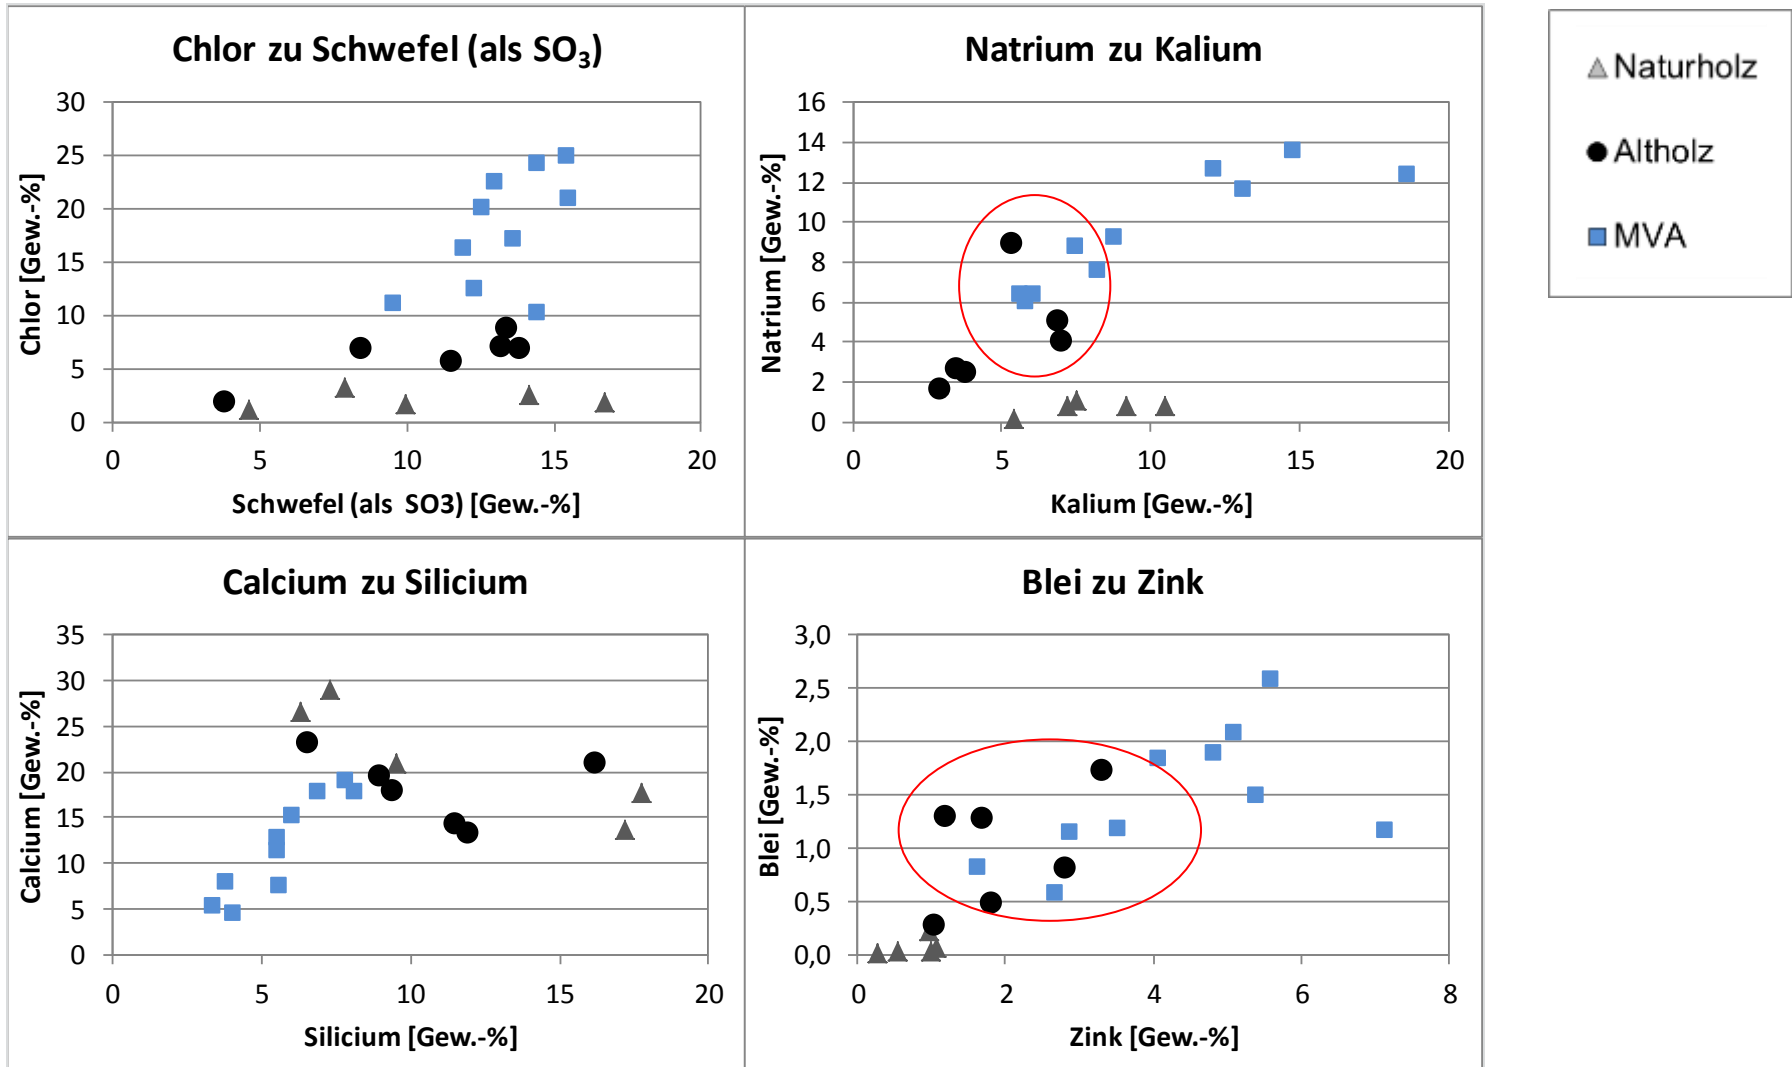 Chlor zu Schwefel (als SO₃)
Chlor [Gew.-%]
30
25
20
15
10
5
0
0 5 10 15 20
Schwefel (als SO3) [Gew.-%]
Natrium zu Kalium
Natrium [Gew.-%]
16
14
12
10
8
6
4
2
0
0 5 10 15 20
Kalium [Gew.-%]
Naturholz
Altholz
MVA
Calcium zu Silicium
Calcium [Gew.-%]
35
30
25
20
15
10
5
0
0 5 10 15 20
Silicium [Gew.-%]
Blei zu Zink
Blei [Gew.-%]
3,0
2,5
2,0
1,5
1,0
0,5
0,0
0 2 4 6 8
Zink [Gew.-%]